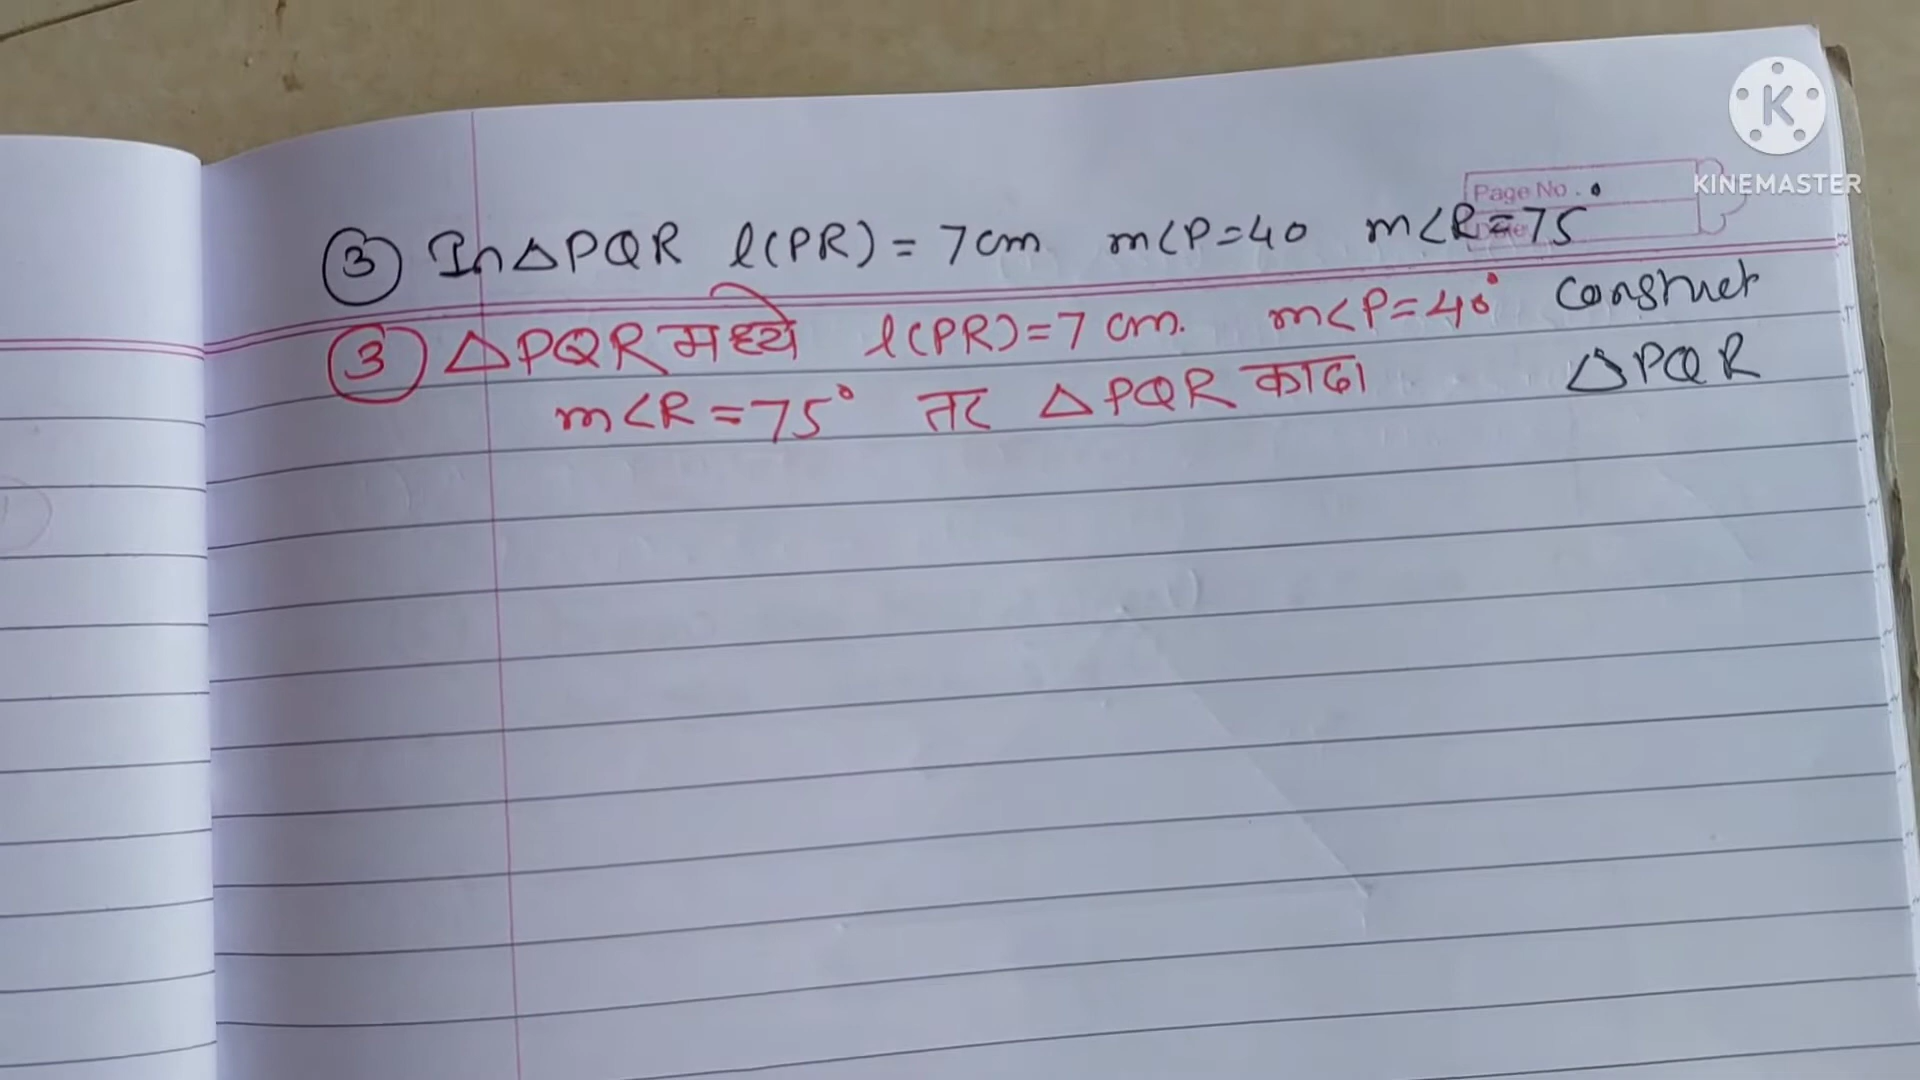 ③ In △PQR l(PR) = 7cm m∠P=40 m∠R=75
Construct
△PQR
③ △PQR मध्ये l(PR)=7 cm. m∠P=40°
m∠R=75° तर △PQR काढा
Page No.
Date
K
KINEMASTER